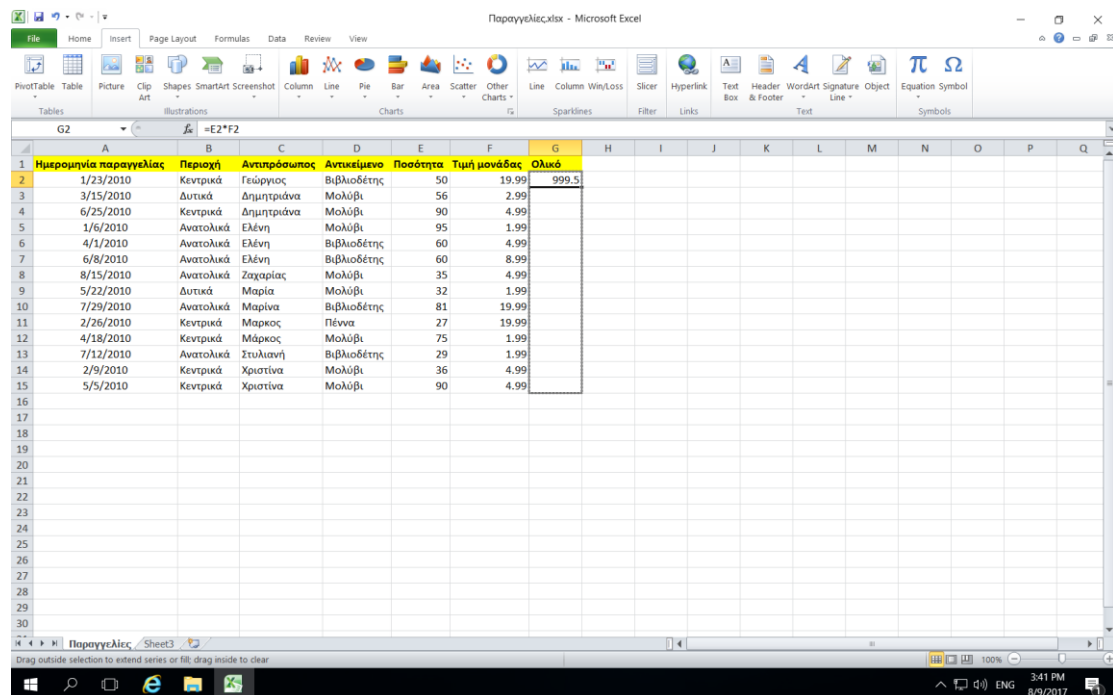 Παραγγελίες.xlsx - Microsoft Excel
File Home Insert Page Layout Formulas Data Review View
PivotTable Table Picture Clip Art Shapes SmartArt Screenshot Column Line Pie Bar Area Scatter Other Charts Line Column Win/Loss Slicer Hyperlink Text Box Header & Footer WordArt Signature Line Object Equation Symbol
Tables Illustrations Charts Sparklines Filter Links Text Symbols
G2 fx =E2*F2
A B C D E F G H I J K L M N O P Q
1 Ημερομηνία παραγγελίας Περιοχή Αντιπρόσωπος Αντικείμενο Ποσότητα Τιμή μονάδας Ολικό
2 1/23/2010 Κεντρικά Γεώργιος Βιβλιοδέτης 50 19.99 999.5
3 3/15/2010 Δυτικά Δημητριάνα Μολύβι 56 2.99
4 6/25/2010 Κεντρικά Δημητριάνα Μολύβι 90 4.99
5 1/6/2010 Ανατολικά Ελένη Μολύβι 95 1.99
6 4/1/2010 Ανατολικά Ελένη Βιβλιοδέτης 60 4.99
7 6/8/2010 Ανατολικά Ελένη Βιβλιοδέτης 60 8.99
8 8/15/2010 Ανατολικά Ζαχαρίας Μολύβι 35 4.99
9 5/22/2010 Δυτικά Μαρία Μολύβι 32 1.99
10 7/29/2010 Ανατολικά Μαρίνα Βιβλιοδέτης 81 19.99
11 2/26/2010 Κεντρικά Μαρκος Πέννα 27 19.99
12 4/18/2010 Κεντρικά Μάρκος Μολύβι 75 1.99
13 7/12/2010 Ανατολικά Στυλιανή Βιβλιοδέτης 29 1.99
14 2/9/2010 Κεντρικά Χριστίνα Μολύβι 36 4.99
15 5/5/2010 Κεντρικά Χριστίνα Μολύβι 90 4.99
16
17
18
19
20
21
22
23
24
25
26
27
28
29
30
Παραγγελίες Sheet3
Drag outside selection to extend series or fill; drag inside to clear 100%
ENG 3:41 PM
8/9/2017